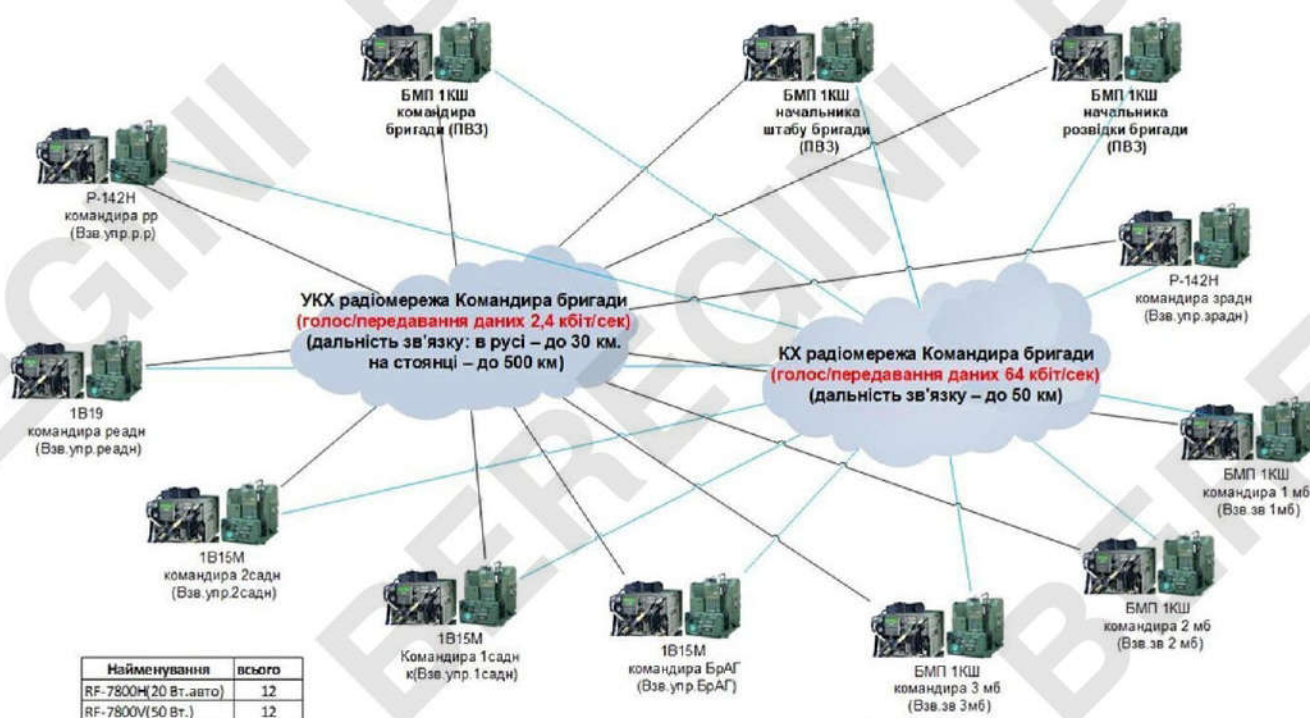 БМП 1КШ
командира
бригади (ПВЗ)
БМП 1КШ
начальника
штабу бригади
(ПВЗ)
БМП 1КШ
начальника
розвідки бригади
(ПВЗ)
Р-142Н
командира рр
(Взв.упр.р.р)
Р-142Н
командира зрадн
(Взв.упр.зрадн)
УКХ радіомережа Командира бригади
(голос/передавання даних 2,4 кбіт/сек)
(дальність зв'язку: в русі – до 30 км.
на стоянці – до 500 км)
КХ радіомережа Командира бригади
(голос/передавання даних 64 кбіт/сек)
(дальність зв'язку – до 50 км)
1В19
командира реадн
(Взв.упр.реадн)
БМП 1КШ
командира 1 мб
(Взв.зв 1мб)
1В15М
командира 2садн
(Взв.упр.2садн)
1В15М
Командира 1садн
к(Взв.упр.1садн)
1В15М
командира БрАГ
(Взв.упр.БрАГ)
БМП 1КШ
командира 3 мб
(Взв.зв 3мб)
БМП 1КШ
командира 2 мб
(Взв.зв 2 мб)
Найменування всього
RF-7800H(20 Вт.авто) 12
RF-7800V(50 Вт.) 12
BEREGINI